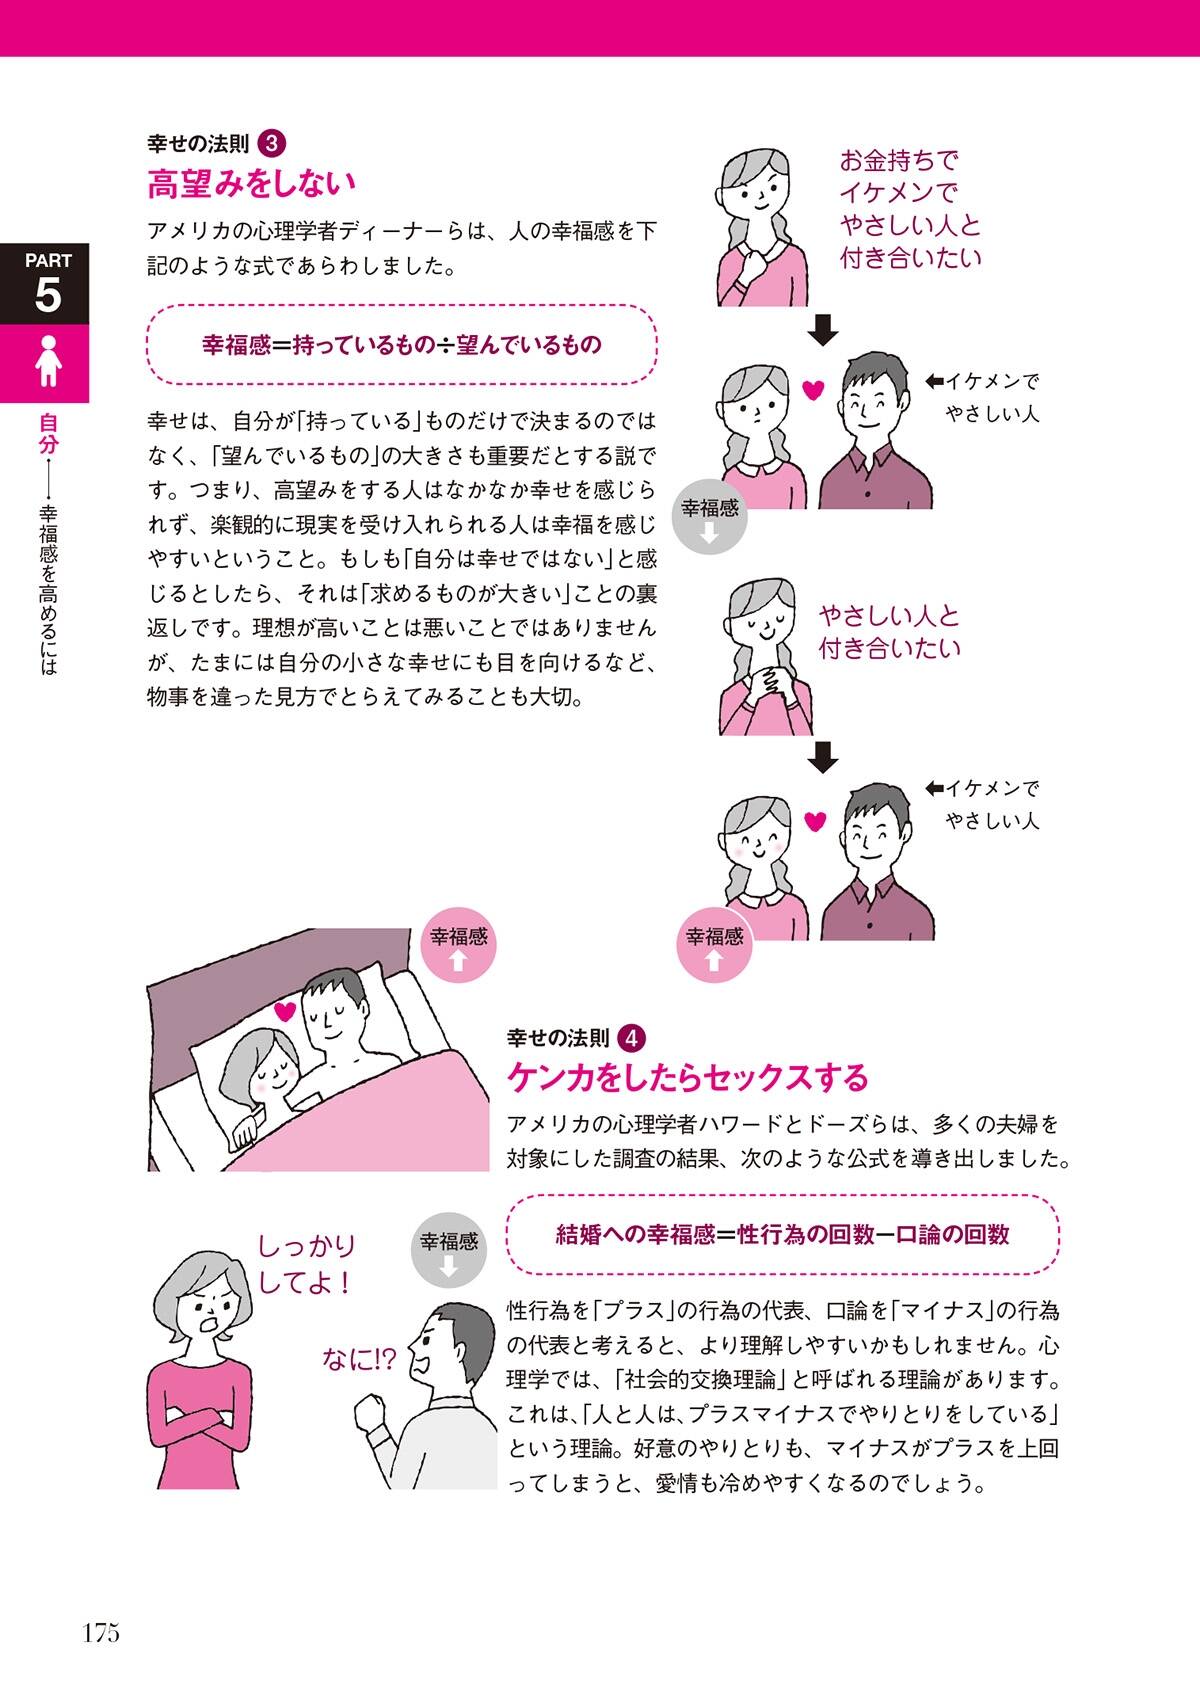 幸せの法則 3
高望みをしない
アメリカの心理学者ディーナーらは、人の幸福感を下
記のような式であらわしました。
幸福感＝持っているもの÷望んでいるもの
幸せは、自分が「持っている」ものだけで決まるのでは
なく、「望んでいるもの」の大きさも重要だとする説で
す。つまり、高望みをする人はなかなか幸せを感じら
れず、楽観的に現実を受け入れられる人は幸福を感じ
やすいということ。もしも「自分は幸せではない」と感
じるとしたら、それは「求めるものが大きい」ことの裏
返しです。理想が高いことは悪いことではありません
が、たまには自分の小さな幸せにも目を向けるなど、
物事を違った見方でとらえてみることも大切。
お金持ちで
イケメンで
やさしい人と
付き合いたい
←イケメンで
やさしい人
幸福感
やさしい人と
付き合いたい
←イケメンで
やさしい人
幸福感
PART
5
自分――幸福感を高めるには
幸福感
幸せの法則 4
ケンカをしたらセックスする
アメリカの心理学者ハワードとドーズらは、多くの夫婦を
対象にした調査の結果、次のような公式を導き出しました。
結婚への幸福感＝性行為の回数ー口論の回数
性行為を「プラス」の行為の代表、口論を「マイナス」の行為
の代表と考えると、より理解しやすいかもしれません。心
理学では、「社会的交換理論」と呼ばれる理論があります。
これは、「人と人は、プラスマイナスでやりとりをしている」
という理論。好意のやりとりも、マイナスがプラスを上回
ってしまうと、愛情も冷めやすくなるのでしょう。
しっかり
してよ！
幸福感
なに!?
175